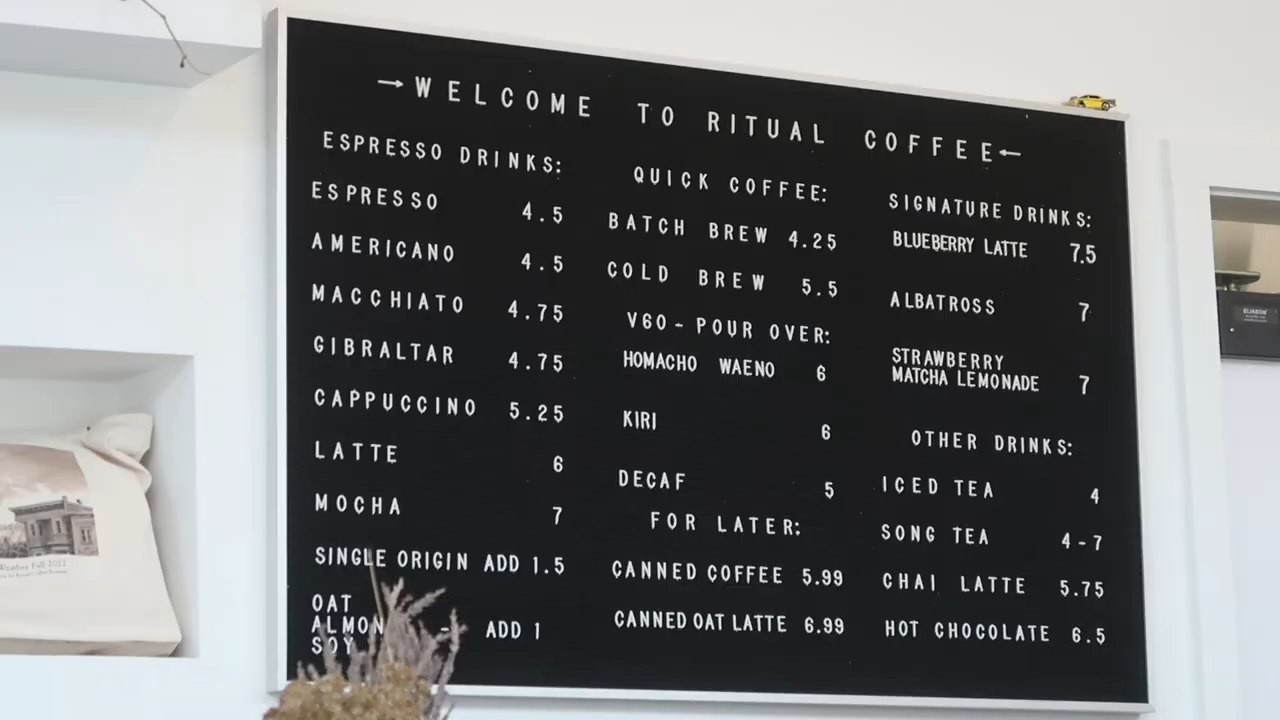 →WELCOME TO RITUAL COFFEE←
ESPRESSO DRINKS:
ESPRESSO 4.5
AMERICANO 4.5
MACCHIATO 4.75
GIBRALTAR 4.75
CAPPUCCINO 5.25
LATTE 6
MOCHA 7
SINGLE ORIGIN ADD 1.5
OAT
ALMON - ADD 1
SOY
QUICK COFFEE:
BATCH BREW 4.25
COLD BREW 5.5
V60 - POUR OVER:
HOMACHO WAENO 6
KIRI 6
DECAF 5
FOR LATER:
CANNED COFFEE 5.99
CANNED OAT LATTE 6.99
SIGNATURE DRINKS:
BLUEBERRY LATTE 7.5
ALBATROSS 7
STRAWBERRY
MATCHA LEMONADE 7
OTHER DRINKS:
ICED TEA 4
SONG TEA 4-7
CHAI LATTE 5.75
HOT CHOCOLATE 6.5
Weather Fall 2021